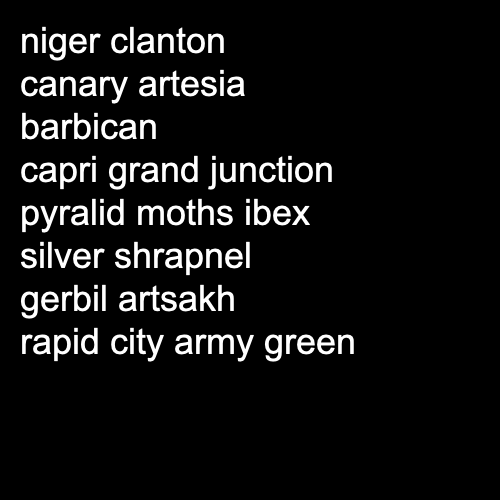 niger clanton
canary artesia
barbican
capri grand junction
pyralid moths ibex
silver shrapnel
gerbil artsakh
rapid city army green